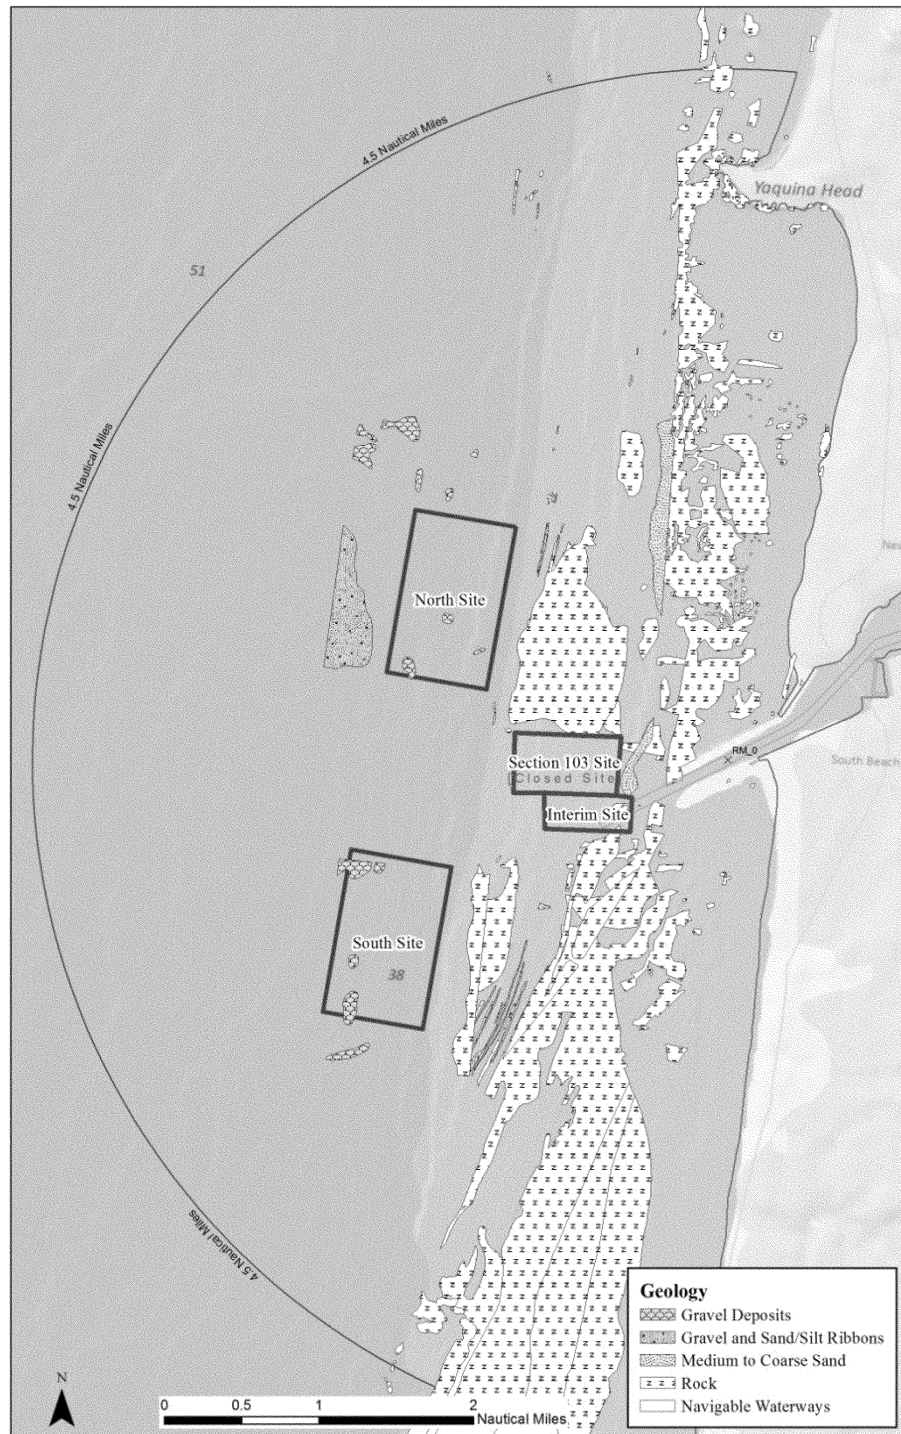 4.5 Nautical Miles
Yaquina Head
51
4.5 Nautical Miles
North Site
RM_0
Section 103 Site
Closed Site
South Beach
Interim Site
South Site
38
4.5 Nautical Miles
Geology
Gravel Deposits
Gravel and Sand/Silt Ribbons
Medium to Coarse Sand
Rock
Navigable Waterways
N
0 0.5 1 2
Nautical Miles